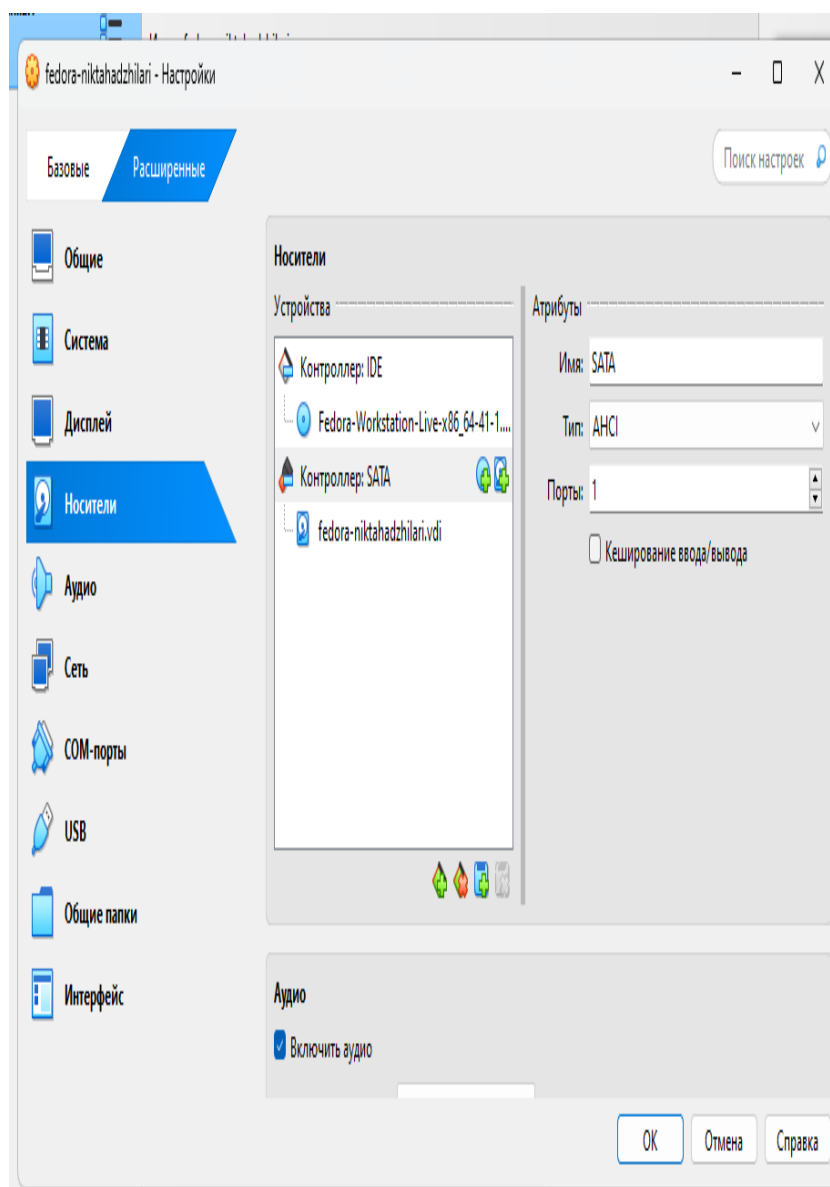 fedora-niktahadzhilari - Настройки
Базовые
Расширенные
Поиск настроек
Общие
Система
Дисплей
Носители
Аудио
Сеть
COM-порты
USB
Общие папки
Интерфейс
Носители
Устройства
Контроллер: IDE
Fedora-Workstation-Live-x86_64-41-1....
Контроллер: SATA
fedora-niktahadzhilari.vdi
Атрибуты
Имя: SATA
Тип: AHCI
Порты: 1
Кеширование ввода/вывода
Аудио
Включить аудио
OK
Отмена
Справка